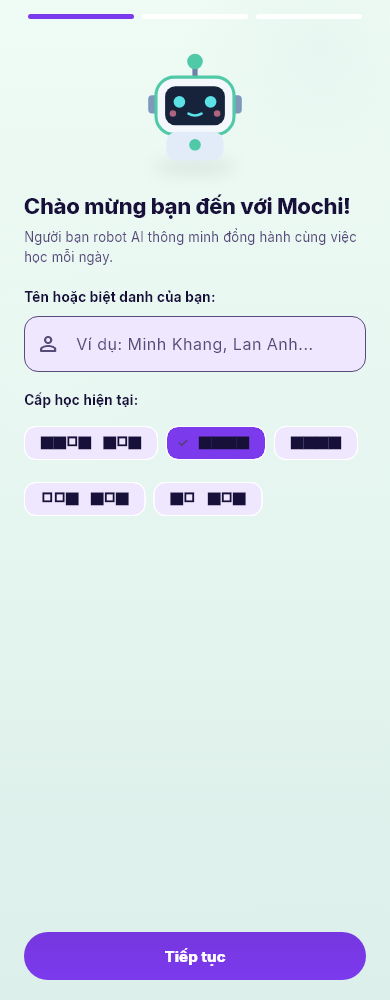 Chào mừng bạn đến với Mochi!
Người bạn robot AI thông minh đồng hành cùng việc
học mỗi ngày.
Tên hoặc biệt danh của bạn:
Ví dụ: Minh Khang, Lan Anh...
Cấp học hiện tại:
Tiếp tục